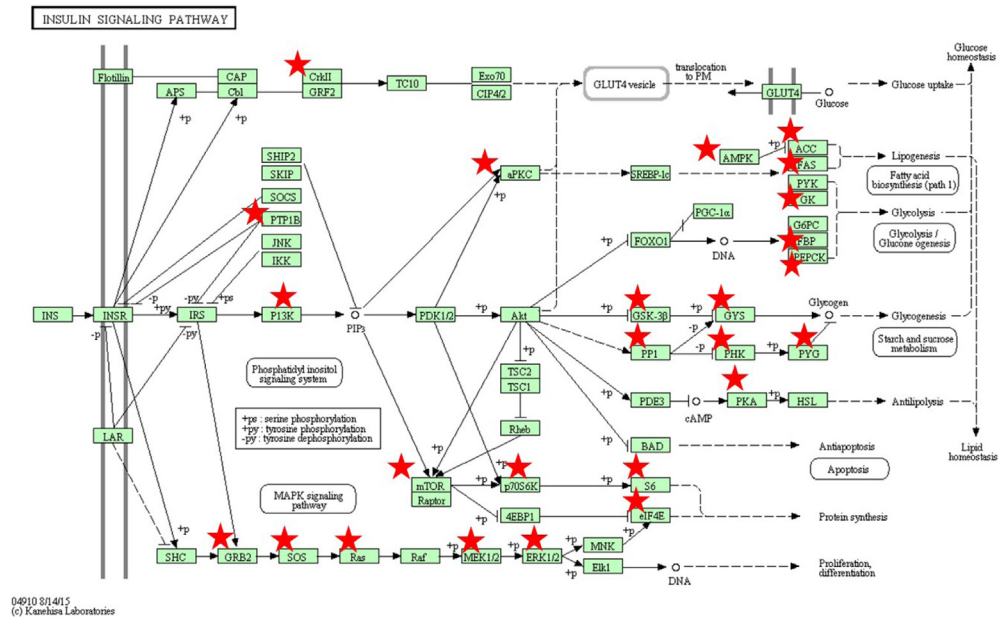 INSULIN SIGNALING PATHWAY
Flotillin
CAP
Cbl
APS
CrkII
GRF2
TC10
Exo70
CIP4/2
GLUT4 vesicle
translocation
to PM
GLUT4
Glucose
Glucose uptake
Glucose
homeostasis
+p
+p
SHIP2
SKIP
SOCS
PTP1B
JNK
IKK
aPKC
SREBP-1c
AMPK
+p
ACC
FAS
PYK
GK
Lipogenesis
Fatty acid
biosynthesis (path 1)
Glycolysis
Glycolysis /
Glucone ogenesis
PGC-1α
FOXO1
DNA
G6PC
FBP
PEPCK
+p
+p
-p
+py
-py
+ps
INS
INSR
IRS
P13K
PIP3
PDK1/2
+p
Akt
+p
GSK-3β
+p
GYS
Glycogen
Glycogenesis
Starch and sucrose
metabolism
-p
-py
PP1
-p
-p
PHK
+p
PYG
Phosphatidyl inositol
signaling system
+p
TSC2
TSC1
+ps : serine phosphorylation
+py : tyrosine phosphorylation
-py : tyrosine dephosphorylation
+p
PDE3
cAMP
PKA
+p
HSL
Antilipolysis
LAR
Rheb
+p
BAD
Antiapoptosis
Apoptosis
Lipid
homeostasis
+p
MAPK signaling
pathway
mTOR
Raptor
+p
+p
p70S6K
+p
S6
+p
4EBP1
eIF4E
Protein synthesis
+p
+p
SHC
GRB2
SOS
Ras
Raf
+p
MEK1/2
+p
ERK1/2
+p
MNK
+p
Elk1
DNA
Proliferation,
differentiation
04910 8/14/15
(c) Kanehisa Laboratories